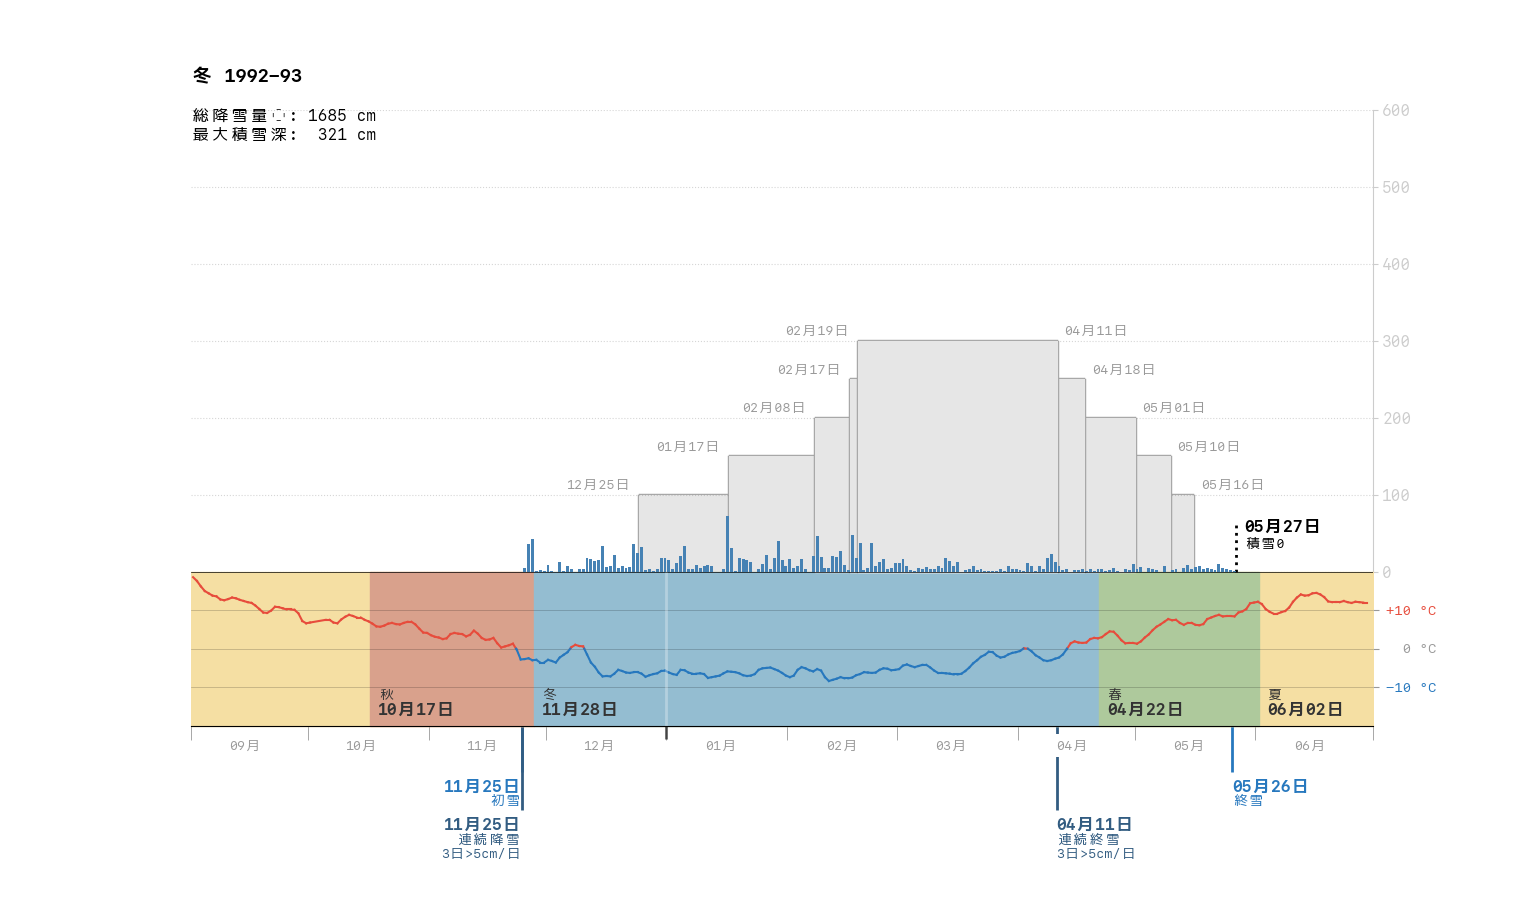 冬 1992–93
総降雪量: 1685 cm
最大積雪深: 321 cm
600
500
400
300
200
100
0
02月19日
04月11日
02月17日
04月18日
02月08日
05月01日
01月17日
05月10日
12月25日
05月16日
05月27日
積雪0
+10 °C
0 °C
−10 °C
秋
10月17日
冬
11月28日
春
04月22日
夏
06月02日
09月
10月
11月
12月
01月
02月
03月
04月
05月
06月
11月25日
初雪
05月26日
終雪
11月25日
連続降雪
3日>5cm/日
04月11日
連続終雪
3日>5cm/日